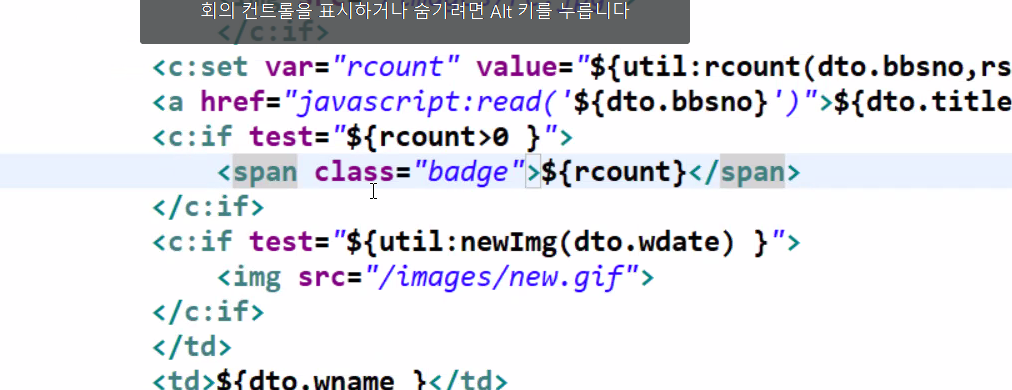 회의 컨트롤을 표시하거나 숨기려면 Alt 키를 누릅니다
</c:if>
<c:set var="rcount" value="${util:rcount(dto.bbsno,rs
<a href="javascript:read('${dto.bbsno}')">${dto.title
<c:if test="${rcount>0 }">
<span class="badge">${rcount}</span>
</c:if>
<c:if test="${util:newImg(dto.wdate) }">
<img src="/images/new.gif">
</c:if>
</td>
<td>${dto.wname }</td>